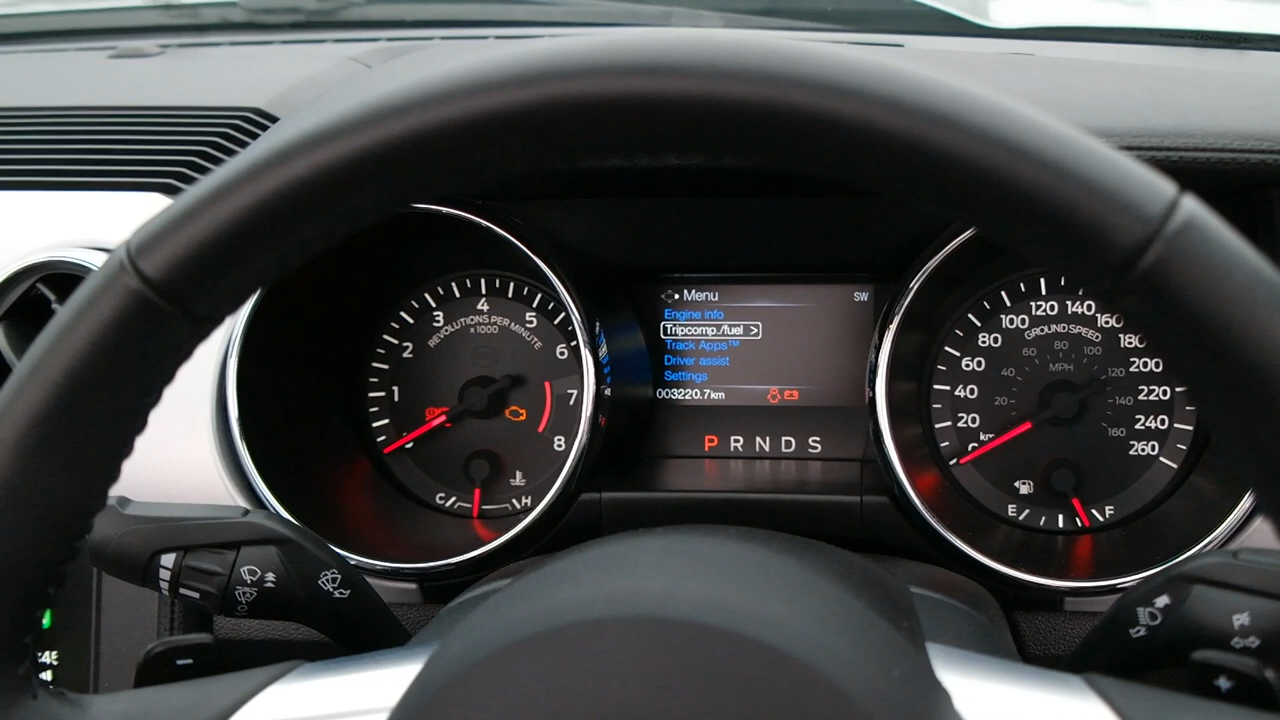 Menu SW
Engine info
Tripcomp./fuel >
Track Apps™
Driver assist
Settings
003220.7km
P R N D S
1 2 3 4 5 6 7 8
REVOLUTIONS PER MINUTE
x1000
C H
20 40 60 80 100 120 140 160 180 200 220 240 260
GROUND SPEED
20 40 60 80 100 120 140 160
MPH
E F